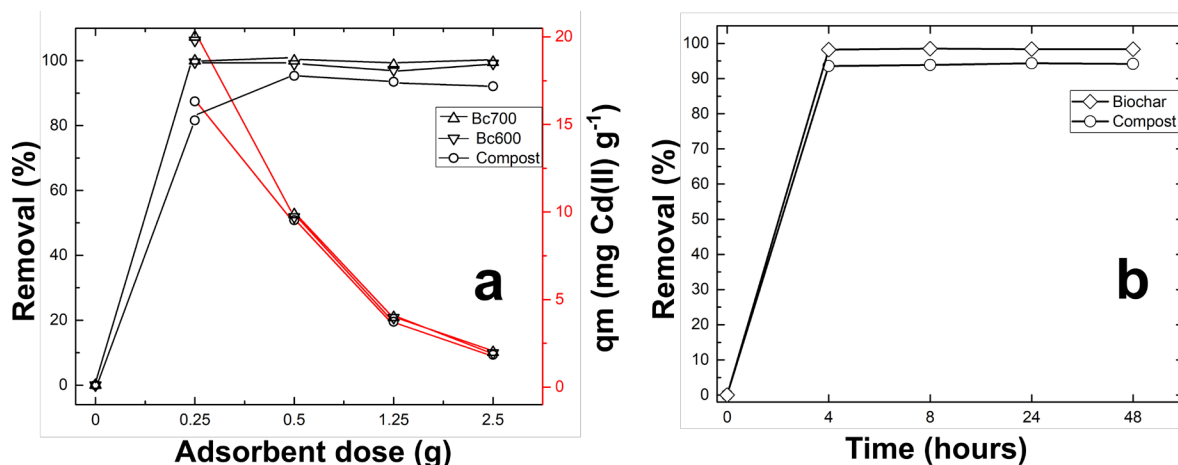 Removal (%)
100
80
60
40
20
0
0
0.25
0.5
1.25
2.5
Adsorbent dose (g)
20
15
10
5
0
qm (mg Cd(II) g-1)
Bc700
Bc600
Compost
a
Removal (%)
100
90
80
70
60
50
40
30
20
10
0
0
4
8
24
48
Time (hours)
Biochar
Compost
b